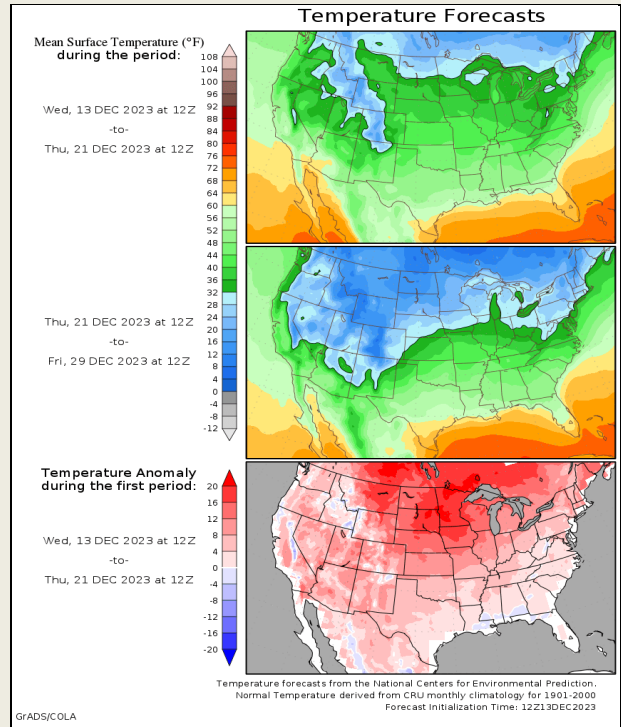 Temperature Forecasts
Mean Surface Temperature (°F)
during the period:
Wed, 13 DEC 2023 at 12Z
-to-
Thu, 21 DEC 2023 at 12Z
108
104
100
96
92
88
84
80
76
72
68
64
60
56
52
48
44
40
36
32
28
24
20
16
12
8
4
0
-4
-8
-12
Thu, 21 DEC 2023 at 12Z
-to-
Fri, 29 DEC 2023 at 12Z
Temperature Anomaly
during the first period:
Wed, 13 DEC 2023 at 12Z
-to-
Thu, 21 DEC 2023 at 12Z
20
16
12
8
4
0
-4
-8
-12
-16
-20
Temperature forecasts from the National Centers for Environmental Prediction.
Normal Temperature derived from CRU monthly climatology for 1901-2000
Forecast Initialization Time: 12Z13DEC2023
GrADS/COLA